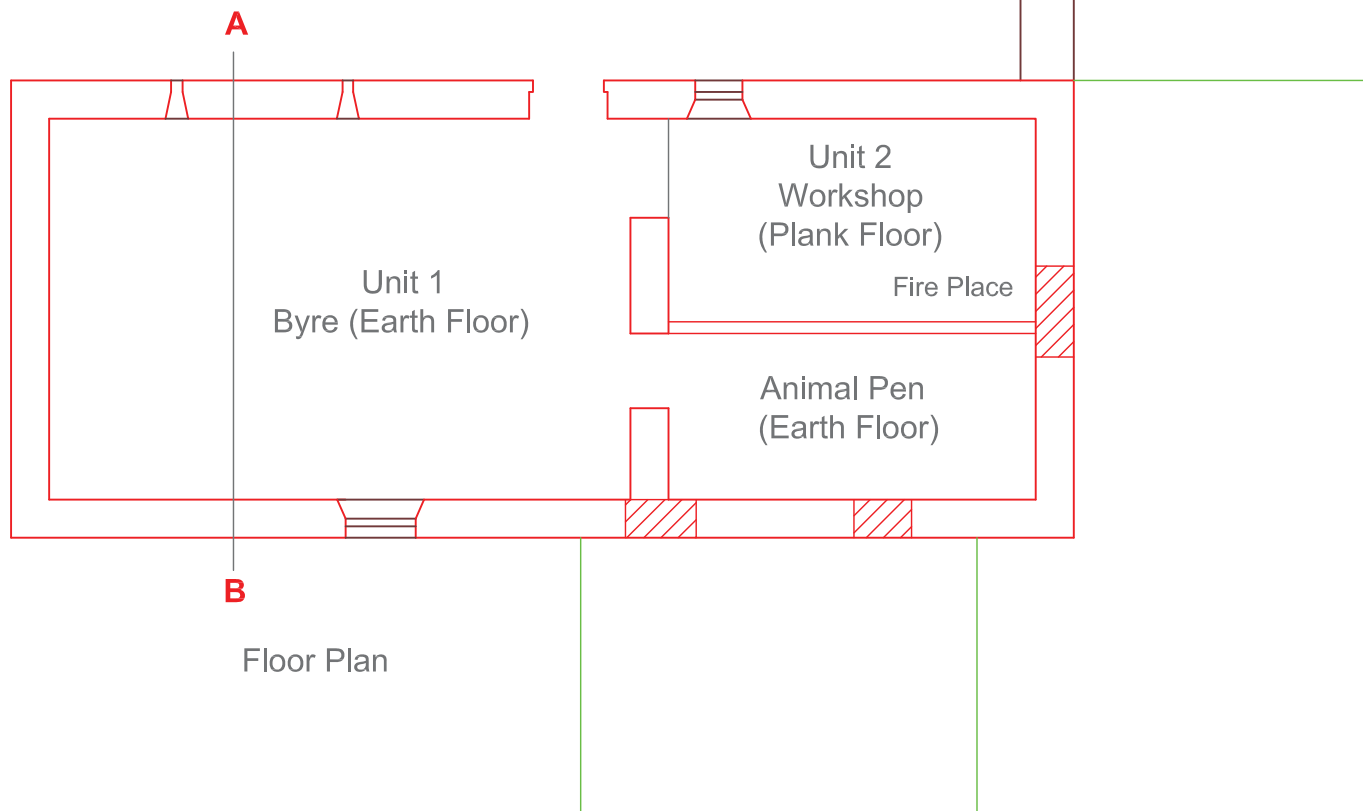 A
Unit 2
Workshop
(Plank Floor)
Unit 1
Byre (Earth Floor)
Fire Place
Animal Pen
(Earth Floor)
B
Floor Plan